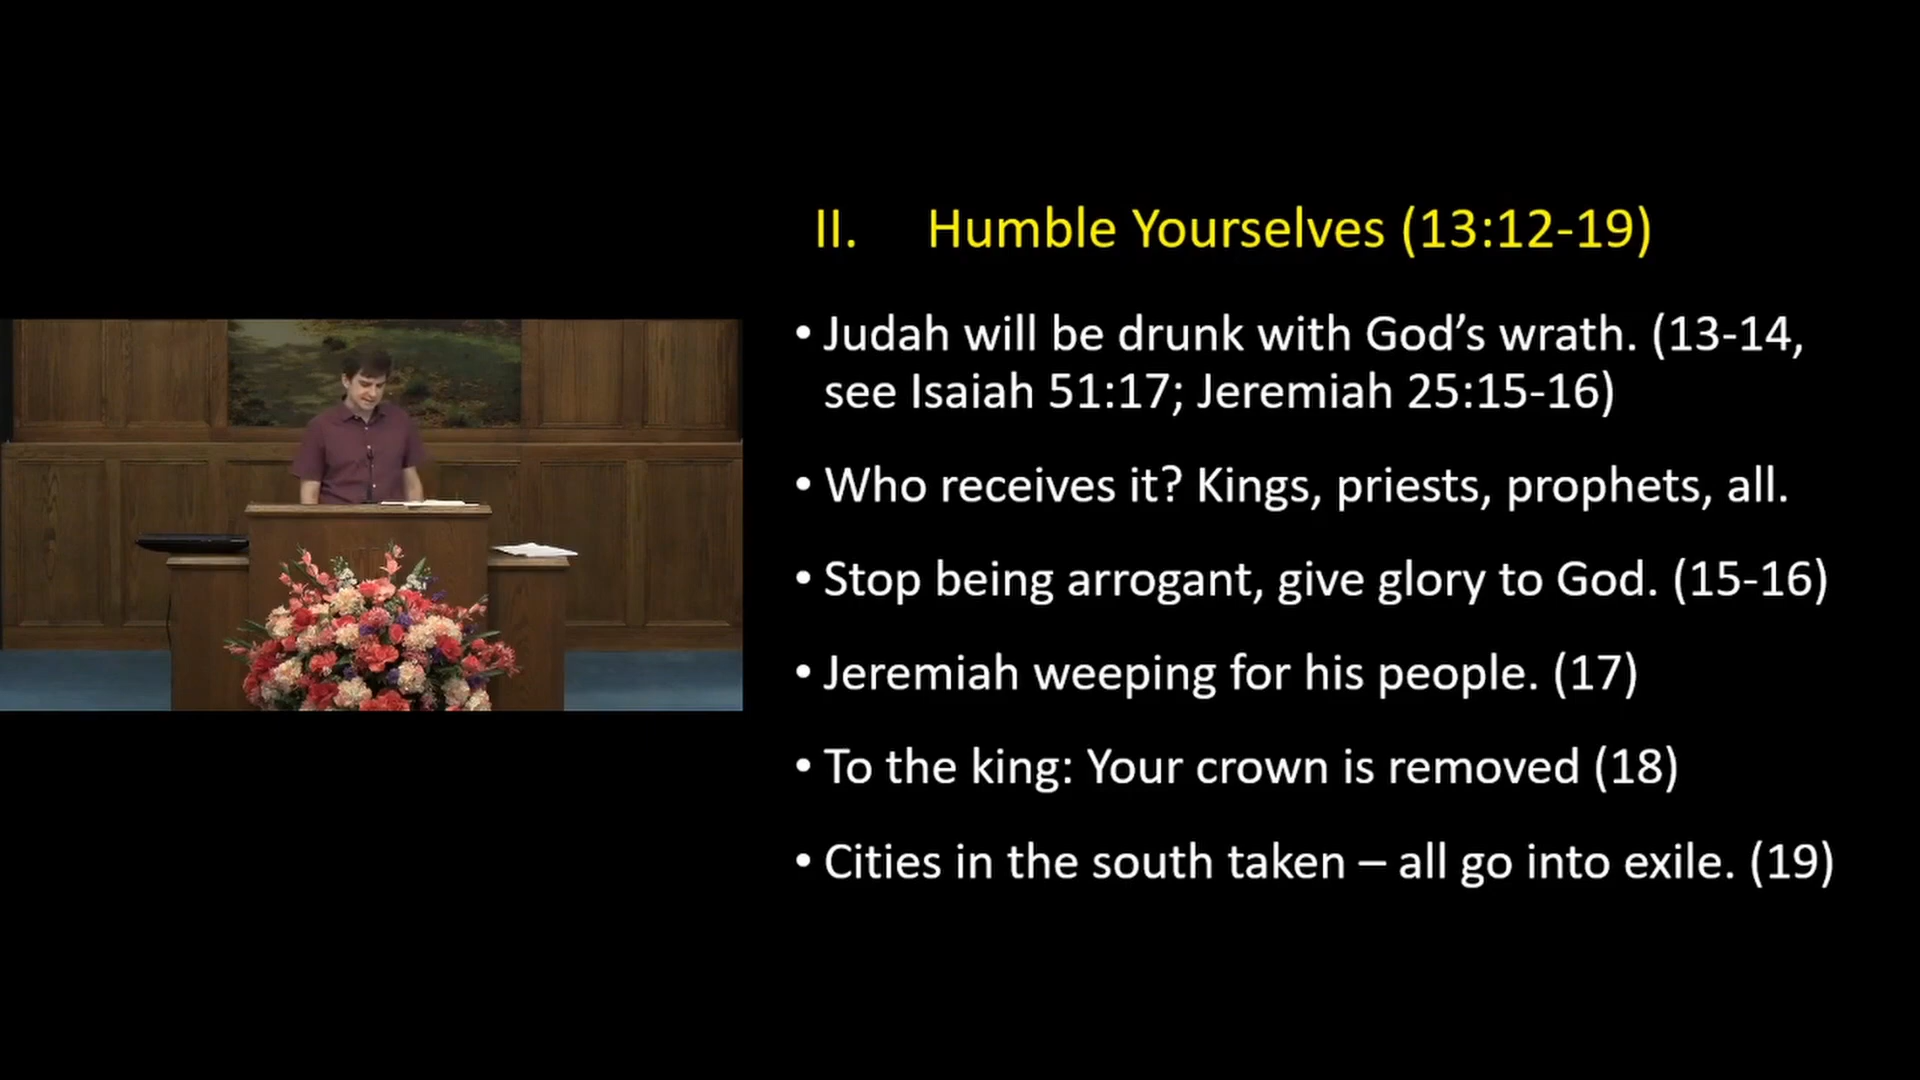 II. Humble Yourselves (13:12-19)
• Judah will be drunk with God’s wrath. (13-14,
see Isaiah 51:17; Jeremiah 25:15-16)
• Who receives it? Kings, priests, prophets, all.
• Stop being arrogant, give glory to God. (15-16)
• Jeremiah weeping for his people. (17)
• To the king: Your crown is removed (18)
• Cities in the south taken – all go into exile. (19)